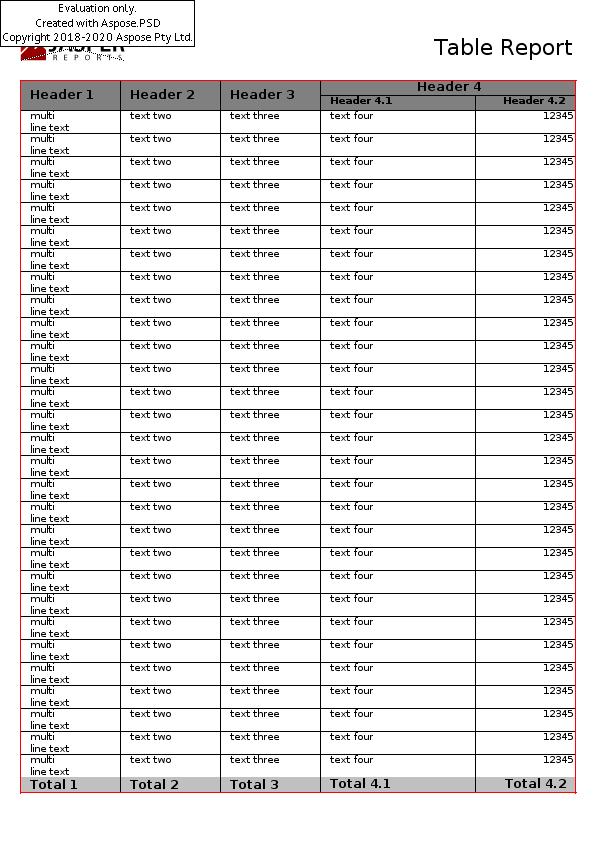 Evaluation only.
Created with Aspose.PSD
Copyright 2018-2020 Aspose Pty Ltd.
REPORTS
Table Report
Header 1 Header 2 Header 3 Header 4
Header 4.1 Header 4.2
multi text two text three text four 12345
line text
multi text two text three text four 12345
line text
multi text two text three text four 12345
line text
multi text two text three text four 12345
line text
multi text two text three text four 12345
line text
multi text two text three text four 12345
line text
multi text two text three text four 12345
line text
multi text two text three text four 12345
line text
multi text two text three text four 12345
line text
multi text two text three text four 12345
line text
multi text two text three text four 12345
line text
multi text two text three text four 12345
line text
multi text two text three text four 12345
line text
multi text two text three text four 12345
line text
multi text two text three text four 12345
line text
multi text two text three text four 12345
line text
multi text two text three text four 12345
line text
multi text two text three text four 12345
line text
multi text two text three text four 12345
line text
multi text two text three text four 12345
line text
multi text two text three text four 12345
line text
multi text two text three text four 12345
line text
multi text two text three text four 12345
line text
multi text two text three text four 12345
line text
multi text two text three text four 12345
line text
multi text two text three text four 12345
line text
multi text two text three text four 12345
line text
multi text two text three text four 12345
line text
multi text two text three text four 12345
line text
Total 1 Total 2 Total 3 Total 4.1 Total 4.2